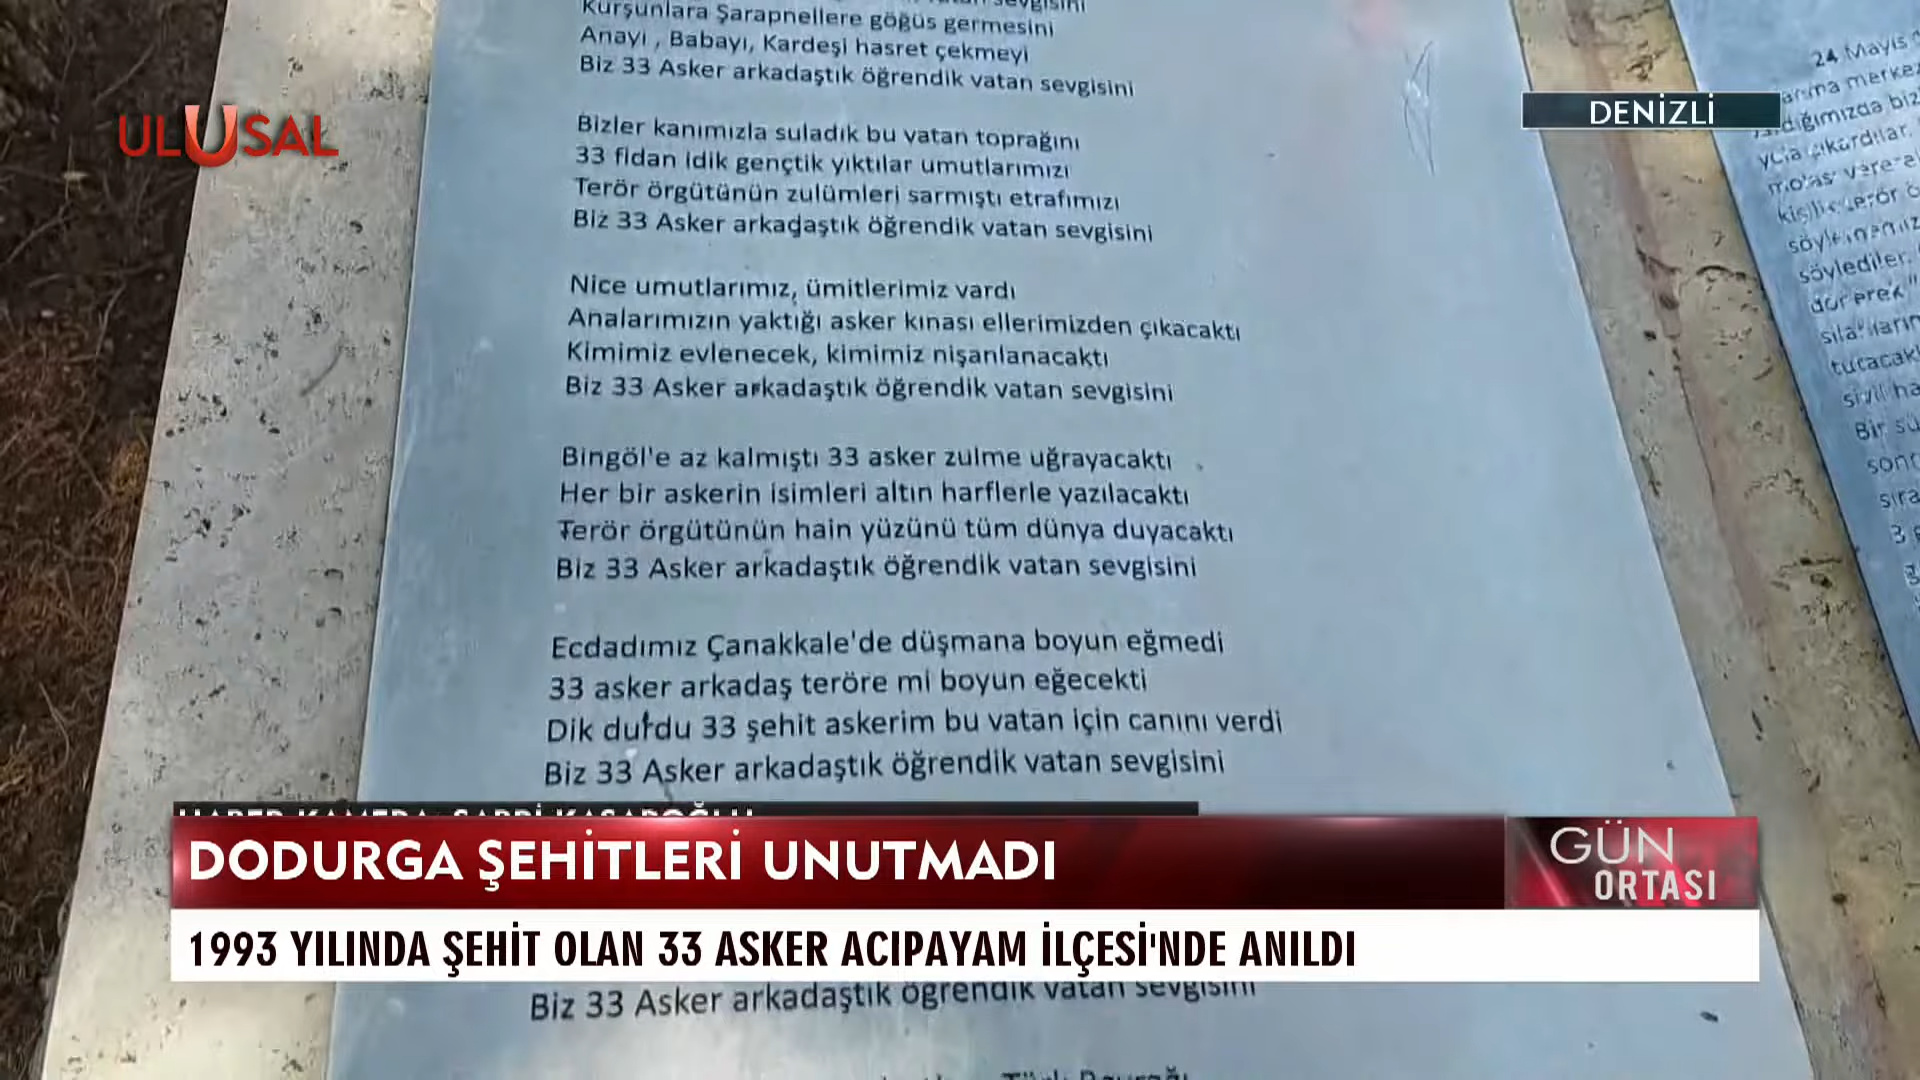 Kurşunlara Şarapnellere göğüs germesini
Anayı , Babayı, Kardeşi hasret çekmeyi
Biz 33 Asker arkadaştık öğrendik vatan sevgisini
Bizler kanımızla suladık bu vatan toprağını
33 fidan idik gençtik yıktılar umutlarımızı
Terör örgütünün zulümleri sarmıştı etrafımızı
Biz 33 Asker arkadaştık öğrendik vatan sevgisini
Nice umutlarımız, ümitlerimiz vardı
Analarımızın yaktığı asker kınası ellerimizden çıkacaktı
Kimimiz evlenecek, kimimiz nişanlanacaktı
Biz 33 Asker arkadaştık öğrendik vatan sevgisini
Bingöl'e az kalmıştı 33 asker zulme uğrayacaktı
Her bir askerin isimleri altın harflerle yazılacaktı
Terör örgütünün hain yüzünü tüm dünya duyacaktı
Biz 33 Asker arkadaştık öğrendik vatan sevgisini
Ecdadımız Çanakkale'de düşmana boyun eğmedi
33 asker arkadaş teröre mi boyun eğecekti
Dik durdu 33 şehit askerim bu vatan için canını verdi
Biz 33 Asker arkadaştık öğrendik vatan sevgisini
Biz 33 Asker arkadaştık öğrendik vatan sevgisini
24 Mayıs
söylediler.
Bir
3
ULUSAL
DENİZLİ
DODURGA ŞEHİTLERİ UNUTMADI
GÜN
ORTASI
1993 YILINDA ŞEHİT OLAN 33 ASKER ACIPAYAM İLÇESİ'NDE ANILDI